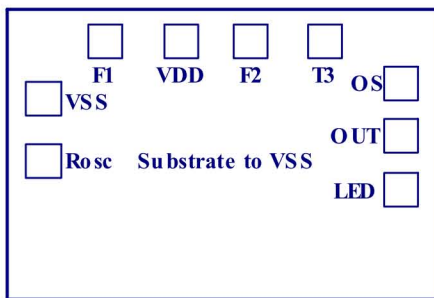 F1 VDD F2 T3
VSS OS
OUT
Rosc Substrate to VSS
LED